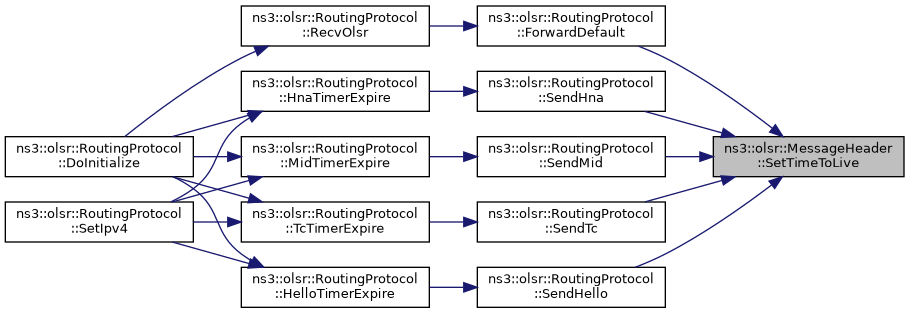 ns3::olsr::RoutingProtocol
::RecvOlsr
ns3::olsr::RoutingProtocol
::ForwardDefault
ns3::olsr::RoutingProtocol
::HnaTimerExpire
ns3::olsr::RoutingProtocol
::SendHna
ns3::olsr::RoutingProtocol
::DoInitialize
ns3::olsr::RoutingProtocol
::MidTimerExpire
ns3::olsr::RoutingProtocol
::SendMid
ns3::olsr::MessageHeader
::SetTimeToLive
ns3::olsr::RoutingProtocol
::SetIpv4
ns3::olsr::RoutingProtocol
::TcTimerExpire
ns3::olsr::RoutingProtocol
::SendTc
ns3::olsr::RoutingProtocol
::HelloTimerExpire
ns3::olsr::RoutingProtocol
::SendHello